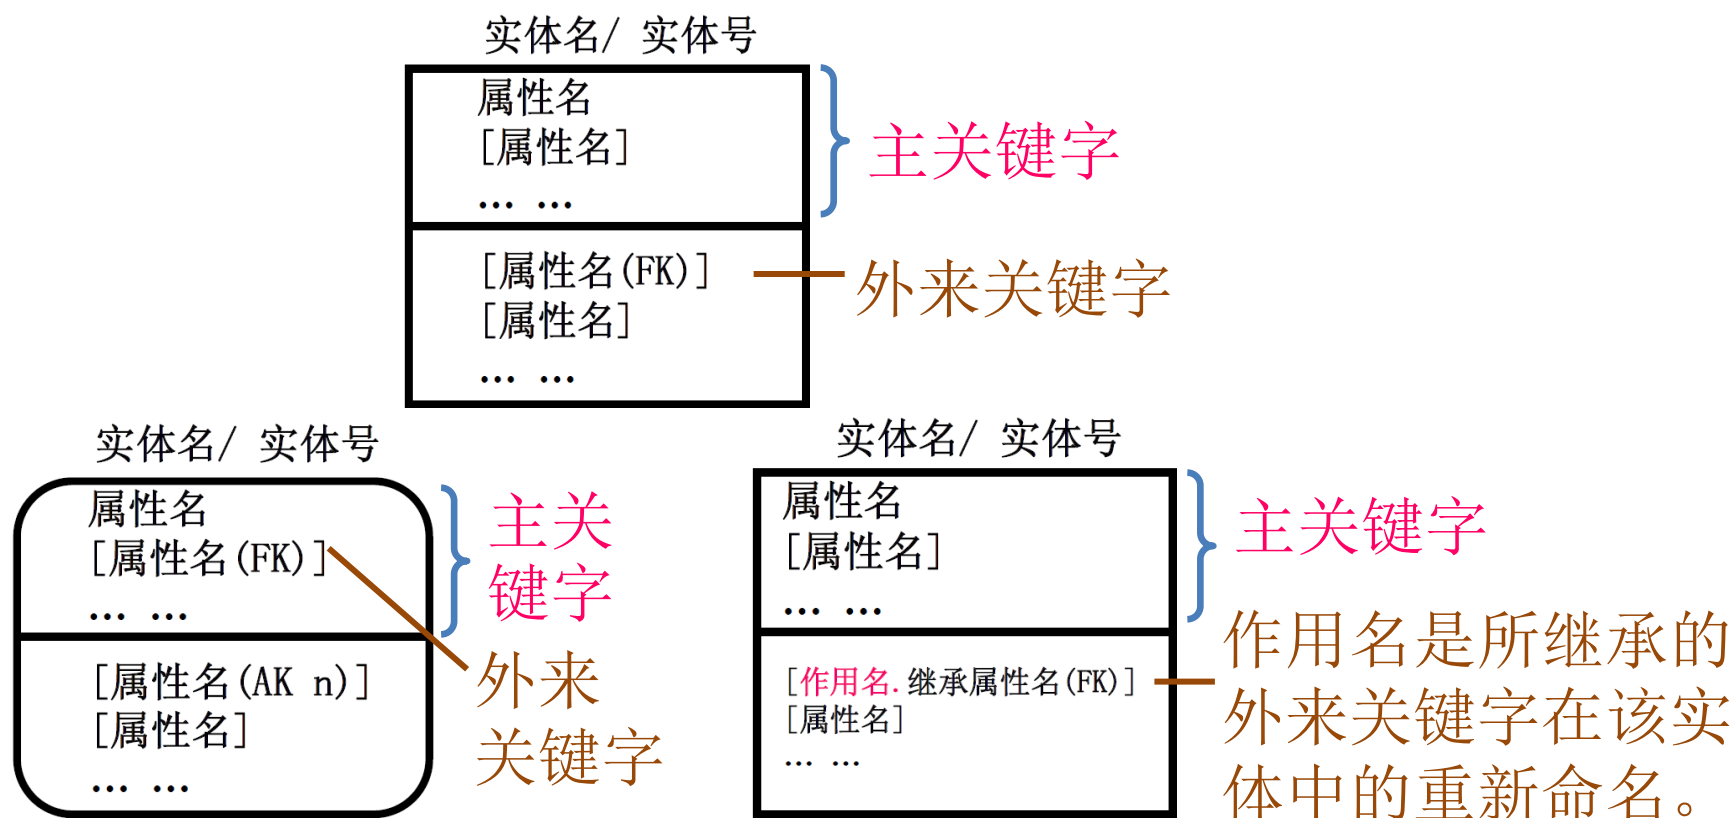 实体名/ 实体号
属性名
[属性名]
... ...
主关键字
[属性名(FK)]
外来关键字
[属性名]
... ...
实体名/ 实体号
属性名
[属性名(FK)]
... ...
主关
键字
[属性名(AK n)]
[属性名]
... ...
外来
关键字
实体名/ 实体号
属性名
[属性名]
... ...
主关键字
[作用名.继承属性名(FK)]
[属性名]
... ...
作用名是所继承的
外来关键字在该实
体中的重新命名。